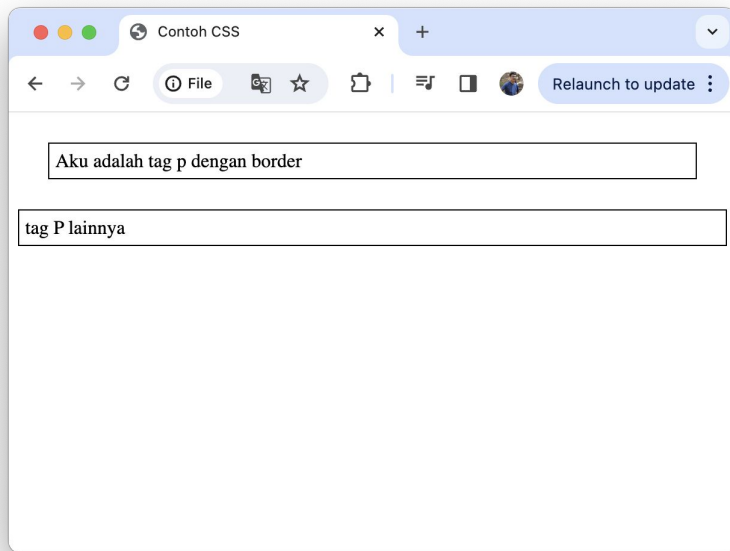 Contoh CSS
File
Relaunch to update
Aku adalah tag p dengan border
tag P lainnya